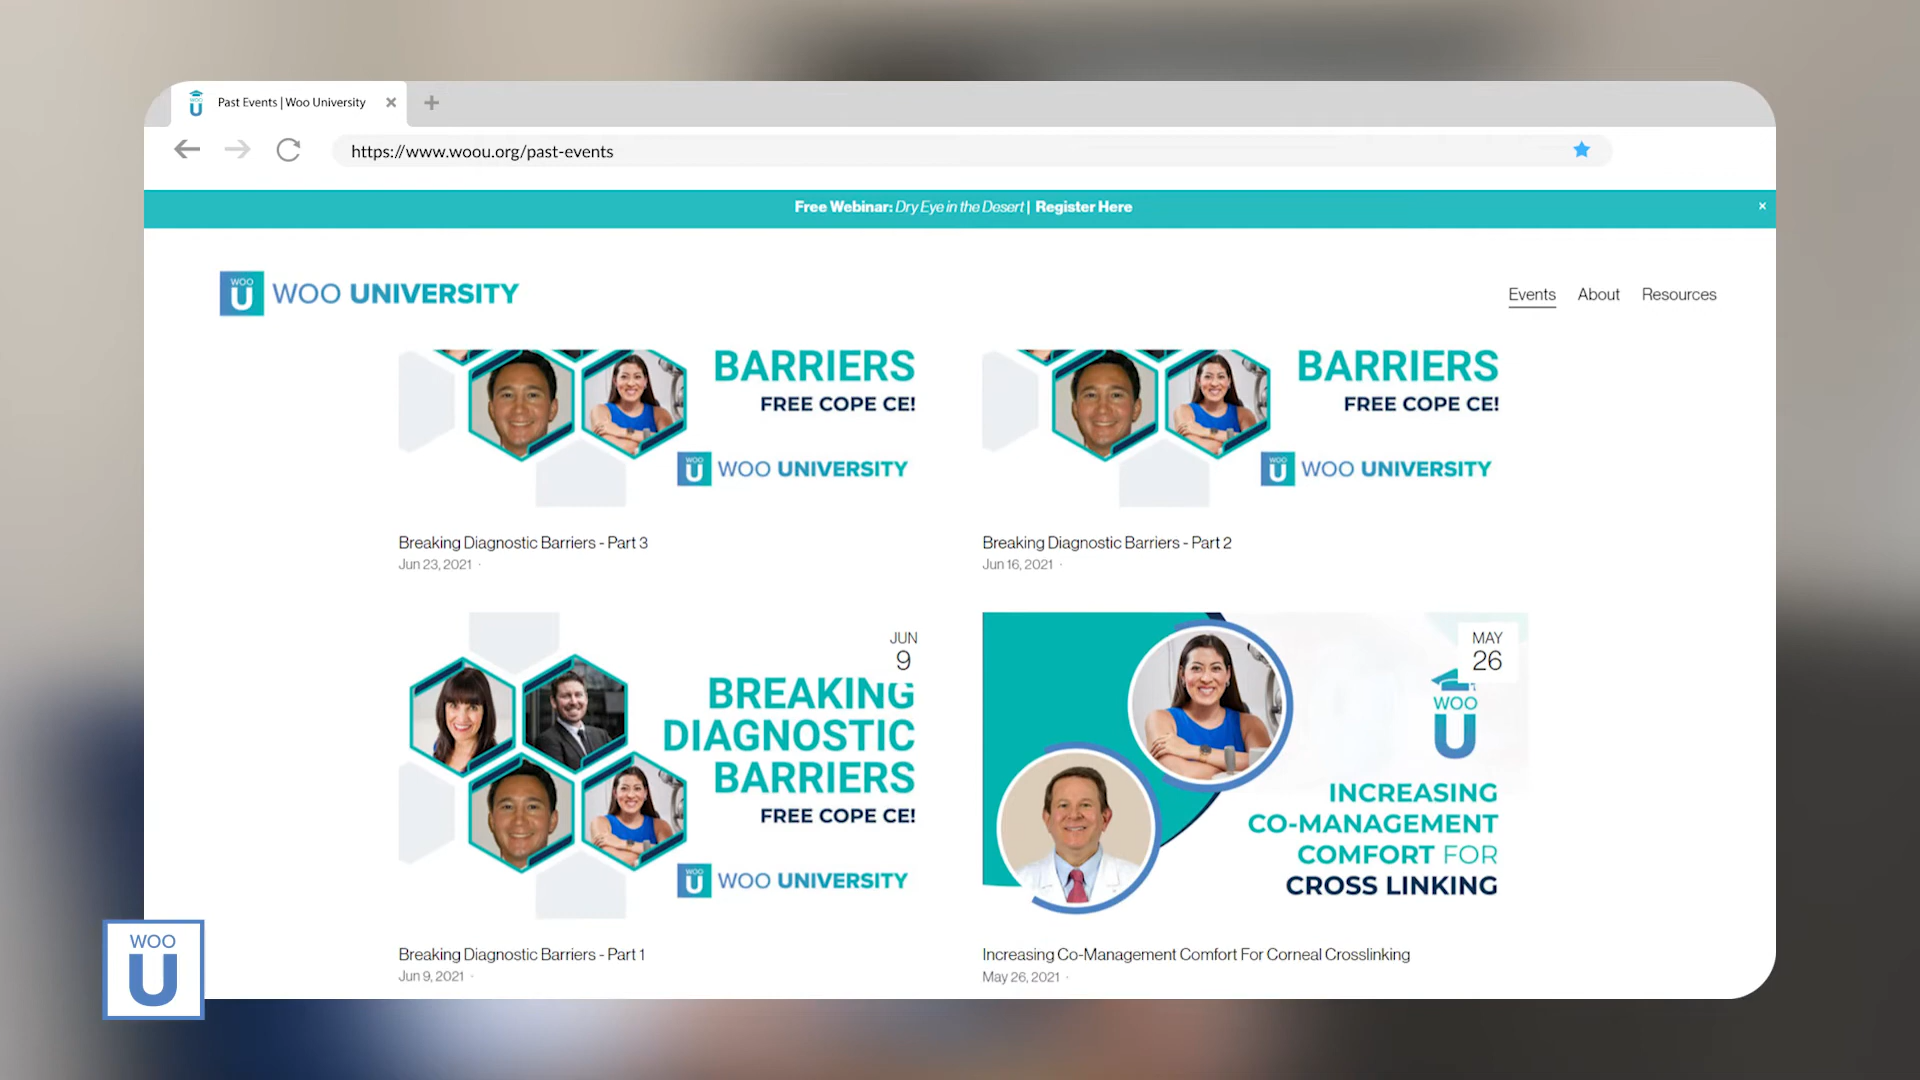 WOO
U
Past Events | Woo University
https://www.woou.org/past-events
Free Webinar: Dry Eye in the Desert | Register Here
WOO
U
WOO UNIVERSITY
Events
About
Resources
BARRIERS
FREE COPE CE!
WOO
U
WOO UNIVERSITY
Breaking Diagnostic Barriers - Part 3
Jun 23, 2021
BARRIERS
FREE COPE CE!
WOO
U
WOO UNIVERSITY
Breaking Diagnostic Barriers - Part 2
Jun 16, 2021
JUN
9
BREAKING
DIAGNOSTIC
BARRIERS
FREE COPE CE!
WOO
U
WOO UNIVERSITY
Breaking Diagnostic Barriers - Part 1
Jun 9, 2021
MAY
26
WOO
U
INCREASING
CO-MANAGEMENT
COMFORT FOR
CROSS LINKING
Increasing Co-Management Comfort For Corneal Crosslinking
May 26, 2021
WOO
U